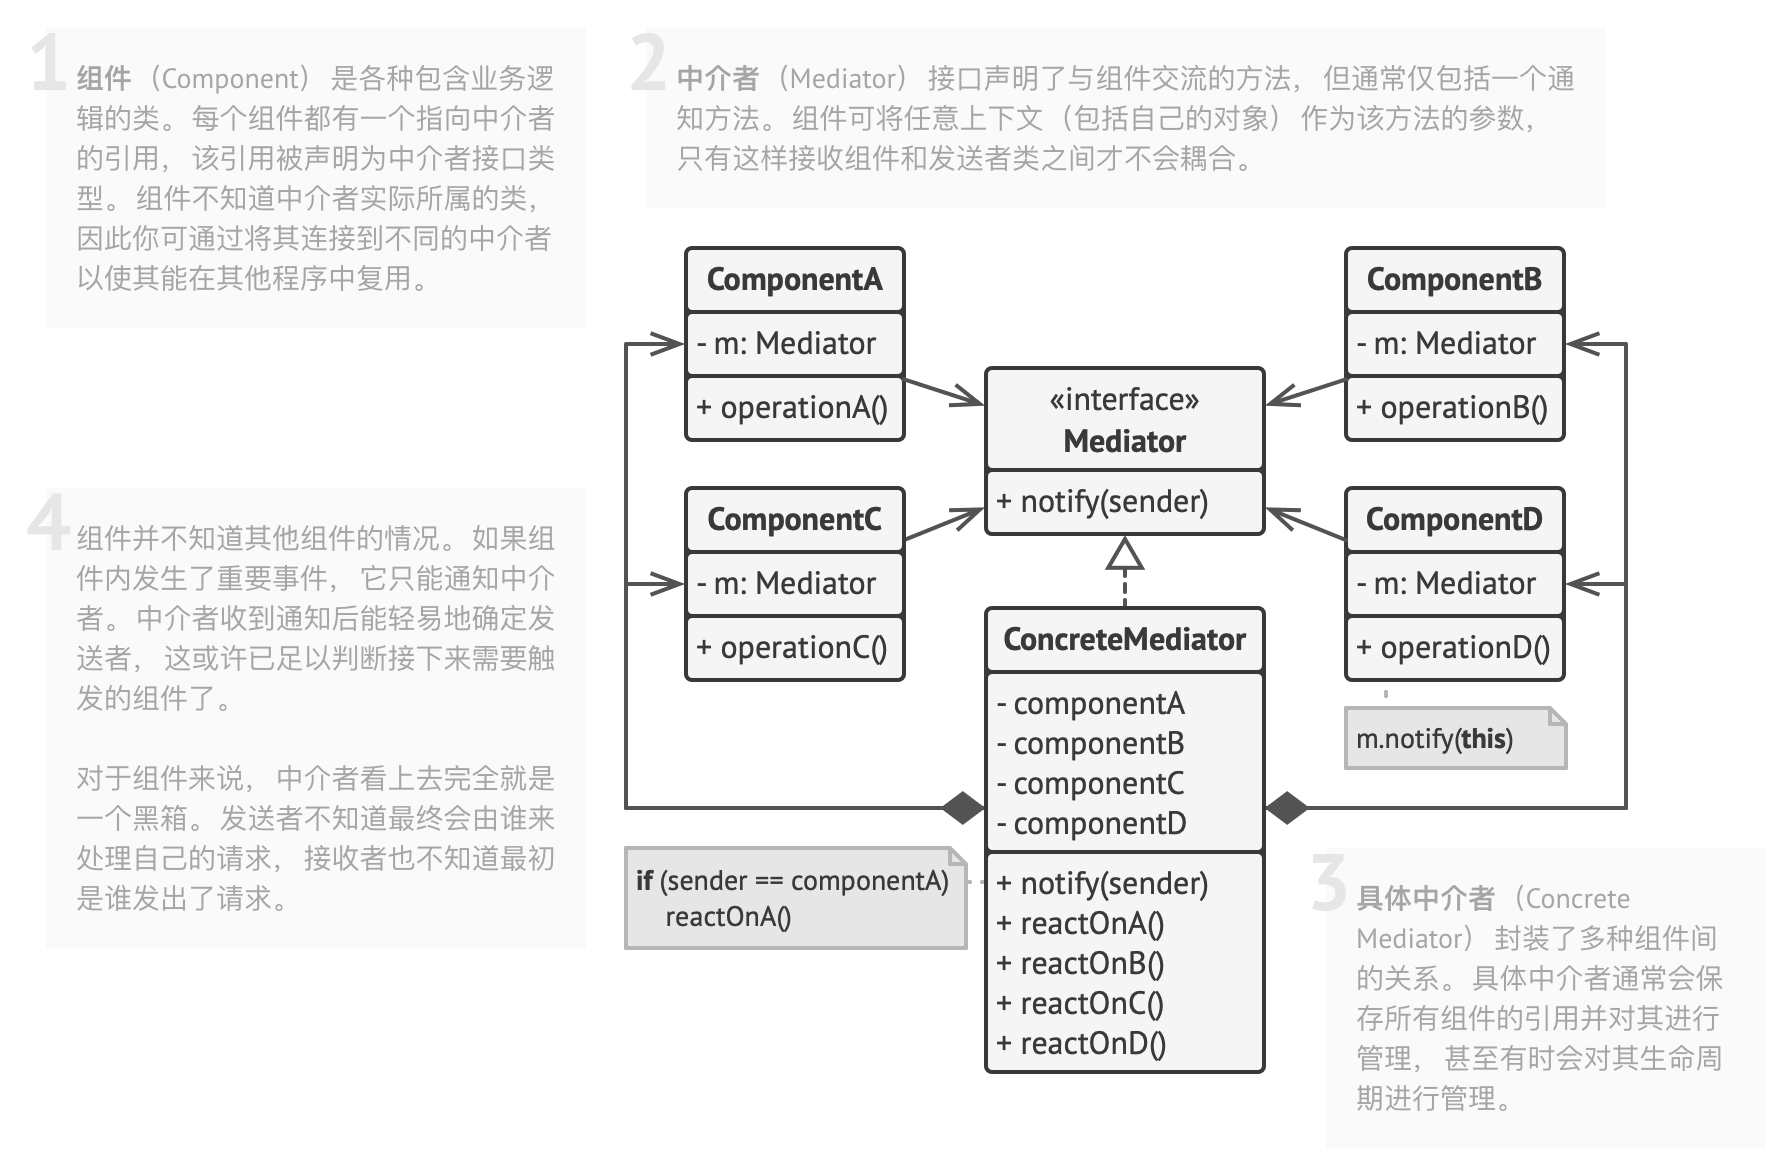 1
组件 （Component） 是各种包含业务逻
辑的类。 每个组件都有一个指向中介者
的引用， 该引用被声明为中介者接口类
型。 组件不知道中介者实际所属的类，
因此你可通过将其连接到不同的中介者
以使其能在其他程序中复用。
2
中介者 （Mediator） 接口声明了与组件交流的方法， 但通常仅包括一个通
知方法。 组件可将任意上下文 （包括自己的对象） 作为该方法的参数，
只有这样接收组件和发送者类之间才不会耦合。
ComponentA
- m: Mediator
+ operationA()
ComponentB
- m: Mediator
+ operationB()
«interface»
Mediator
+ notify(sender)
ComponentC
- m: Mediator
+ operationC()
ComponentD
- m: Mediator
+ operationD()
m.notify(this)
ConcreteMediator
- componentA
- componentB
- componentC
- componentD
+ notify(sender)
+ reactOnA()
+ reactOnB()
+ reactOnC()
+ reactOnD()
if (sender == componentA)
reactOnA()
3
具体中介者 （Concrete
Mediator） 封装了多种组件间
的关系。 具体中介者通常会保
存所有组件的引用并对其进行
管理， 甚至有时会对其生命周
期进行管理。
4
组件并不知道其他组件的情况。 如果组
件内发生了重要事件， 它只能通知中介
者。 中介者收到通知后能轻易地确定发
送者， 这或许已足以判断接下来需要触
发的组件了。
对于组件来说， 中介者看上去完全就是
一个黑箱。 发送者不知道最终会由谁来
处理自己的请求， 接收者也不知道最初
是谁发出了请求。